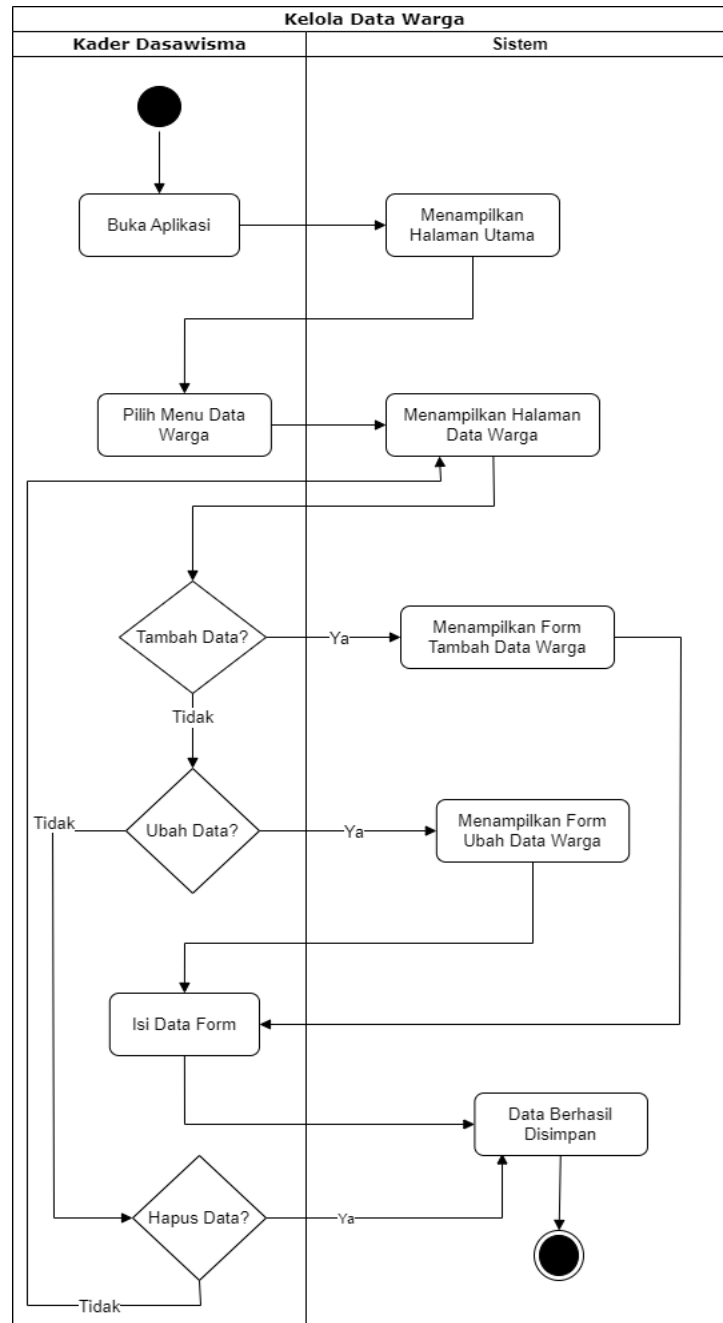 Kelola Data Warga
Kader Dasawisma
Sistem
Buka Aplikasi
Menampilkan
Halaman Utama
Pilih Menu Data
Warga
Menampilkan Halaman
Data Warga
Tambah Data?
Ya
Menampilkan Form
Tambah Data Warga
Tidak
Tidak
Ubah Data?
Ya
Menampilkan Form
Ubah Data Warga
Isi Data Form
Data Berhasil
Disimpan
Hapus Data?
Ya
Tidak